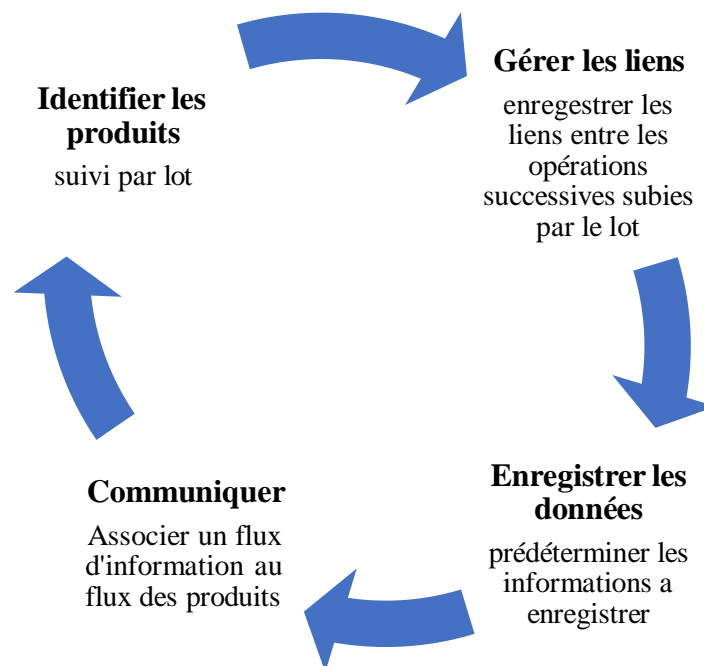 Identifier les
produits
suivi par lot
Gérer les liens
enregestrer les
liens entre les
opérations
successives subies
par le lot
Enregistrer les
données
prédéterminer les
informations a
enregistrer
Communiquer
Associer un flux
d'information au
flux des produits